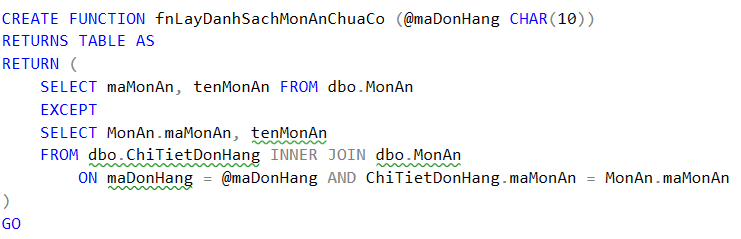 CREATE FUNCTION fnLayDanhSachMonAnChuaCo (@maDonHang CHAR(10))
RETURNS TABLE AS
RETURN (
SELECT maMonAn, tenMonAn FROM dbo.MonAn
EXCEPT
SELECT MonAn.maMonAn, tenMonAn
FROM dbo.ChiTietDonHang INNER JOIN dbo.MonAn
ON maDonHang = @maDonHang AND ChiTietDonHang.maMonAn = MonAn.maMonAn
)
GO